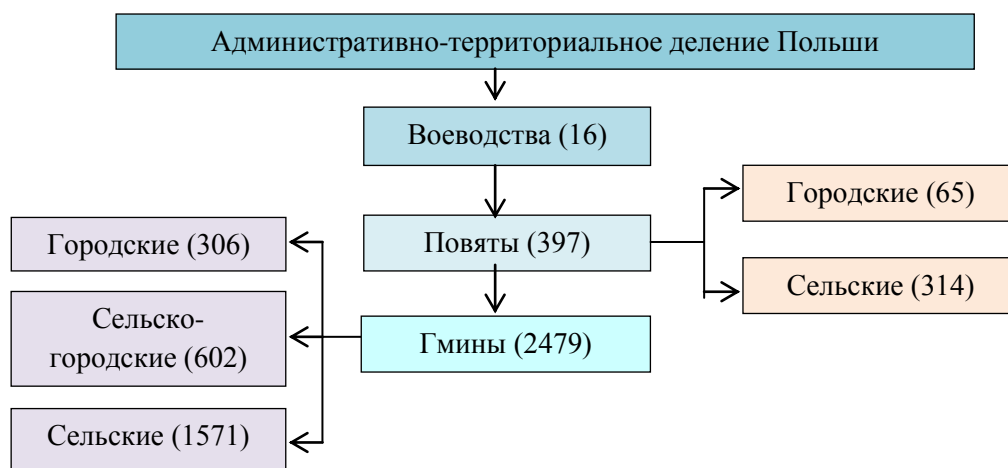 Административно-территориальное деление Польши
Воеводства (16)
Городские (65)
Городские (306)
Повяты (397)
Сельские (314)
Сельско-
городские (602)
Гмины (2479)
Сельские (1571)